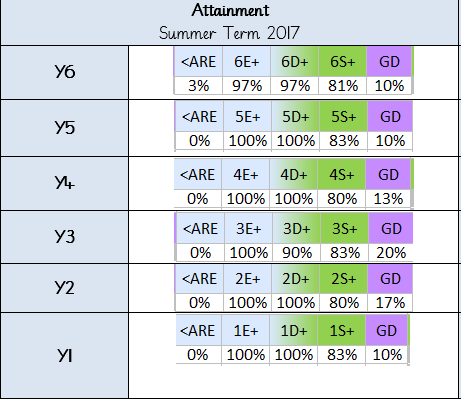 Attainment
Summer Term 2017
Y6
<ARE 6E+ 6D+ 6S+ GD
3% 97% 97% 81% 10%
Y5
<ARE 5E+ 5D+ 5S+ GD
0% 100% 100% 83% 10%
Y4
<ARE 4E+ 4D+ 4S+ GD
0% 100% 100% 80% 13%
Y3
<ARE 3E+ 3D+ 3S+ GD
0% 100% 90% 83% 20%
Y2
<ARE 2E+ 2D+ 2S+ GD
0% 100% 100% 80% 17%
Y1
<ARE 1E+ 1D+ 1S+ GD
0% 100% 100% 83% 10%